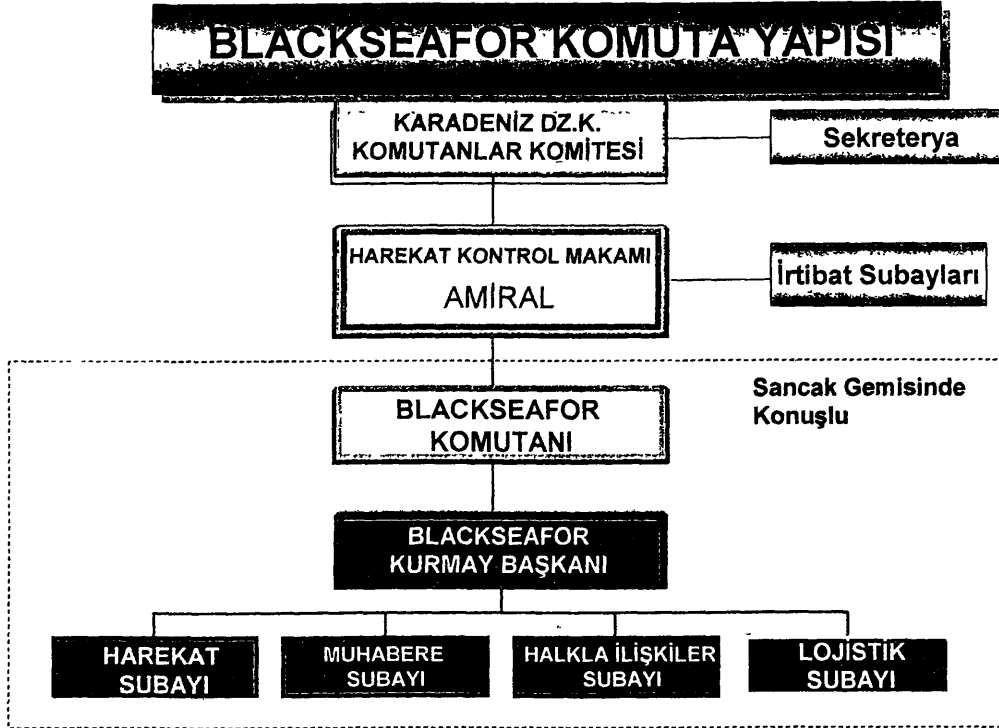 BLACKSEAFOR KOMUTA YAPISI
KARADENİZ DZ.K.
KOMUTANLAR KOMİTESİ
Sekreterya
HAREKAT KONTROL MAKAMI
AMİRAL
İrtibat Subayları
Sancak Gemisinde
Konuşlu
BLACKSEAFOR
KOMUTANI
BLACKSEAFOR
KURMAY BAŞKANI
HAREKAT
SUBAYI
MUHABERE
SUBAYI
HALKLA İLİŞKİLER
SUBAYI
LOJİSTİK
SUBAYI